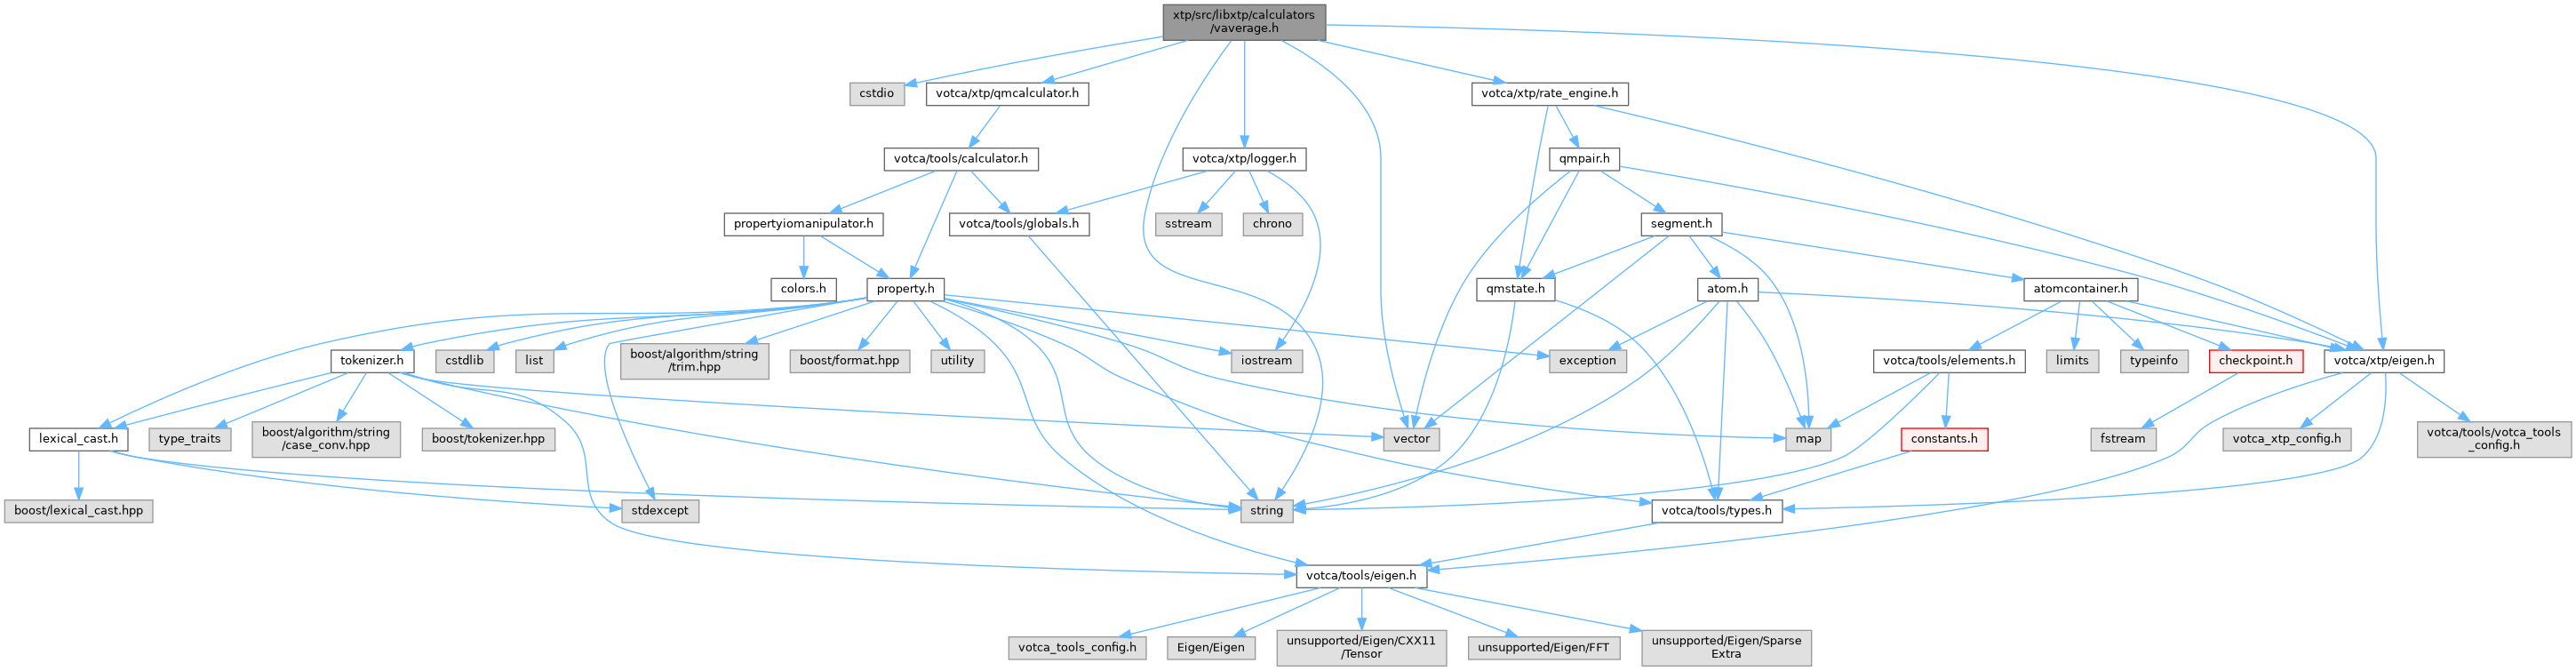 xtp/src/libxtp/calculators
/vaverage.h
cstdio
votca/xtp/qmcalculator.h
votca/xtp/rate_engine.h
votca/tools/calculator.h
votca/xtp/logger.h
qmpair.h
propertyiomanipulator.h
votca/tools/globals.h
sstream
chrono
segment.h
colors.h
property.h
qmstate.h
atom.h
atomcontainer.h
tokenizer.h
cstdlib
list
boost/algorithm/string
/trim.hpp
boost/format.hpp
utility
iostream
exception
votca/tools/elements.h
limits
typeinfo
checkpoint.h
votca/xtp/eigen.h
lexical_cast.h
type_traits
boost/algorithm/string
/case_conv.hpp
boost/tokenizer.hpp
vector
map
constants.h
fstream
votca_xtp_config.h
votca/tools/votca_tools
_config.h
boost/lexical_cast.hpp
stdexcept
string
votca/tools/types.h
votca/tools/eigen.h
votca_tools_config.h
Eigen/Eigen
unsupported/Eigen/CXX11
/Tensor
unsupported/Eigen/FFT
unsupported/Eigen/Sparse
Extra